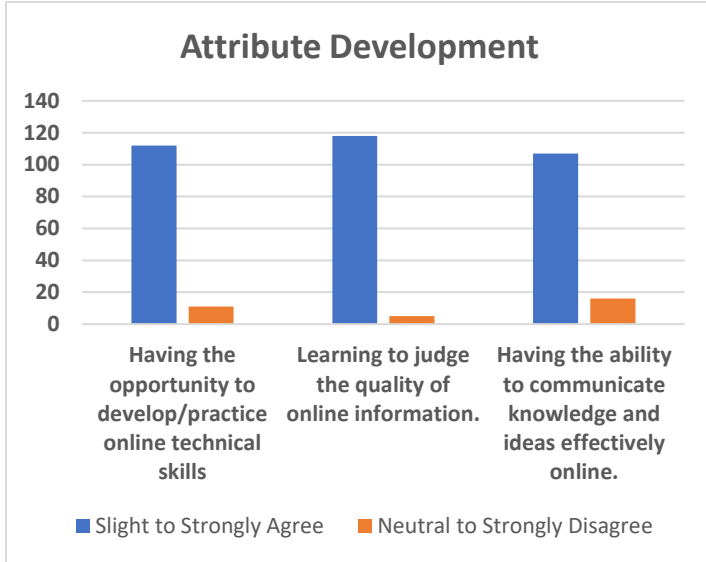 Attribute Development
140
120
100
80
60
40
20
0
Having the
opportunity to
develop/practice
online technical
skills
Learning to judge
the quality of
online information.
Having the ability
to communicate
knowledge and
ideas effectively
online.
Slight to Strongly Agree
Neutral to Strongly Disagree